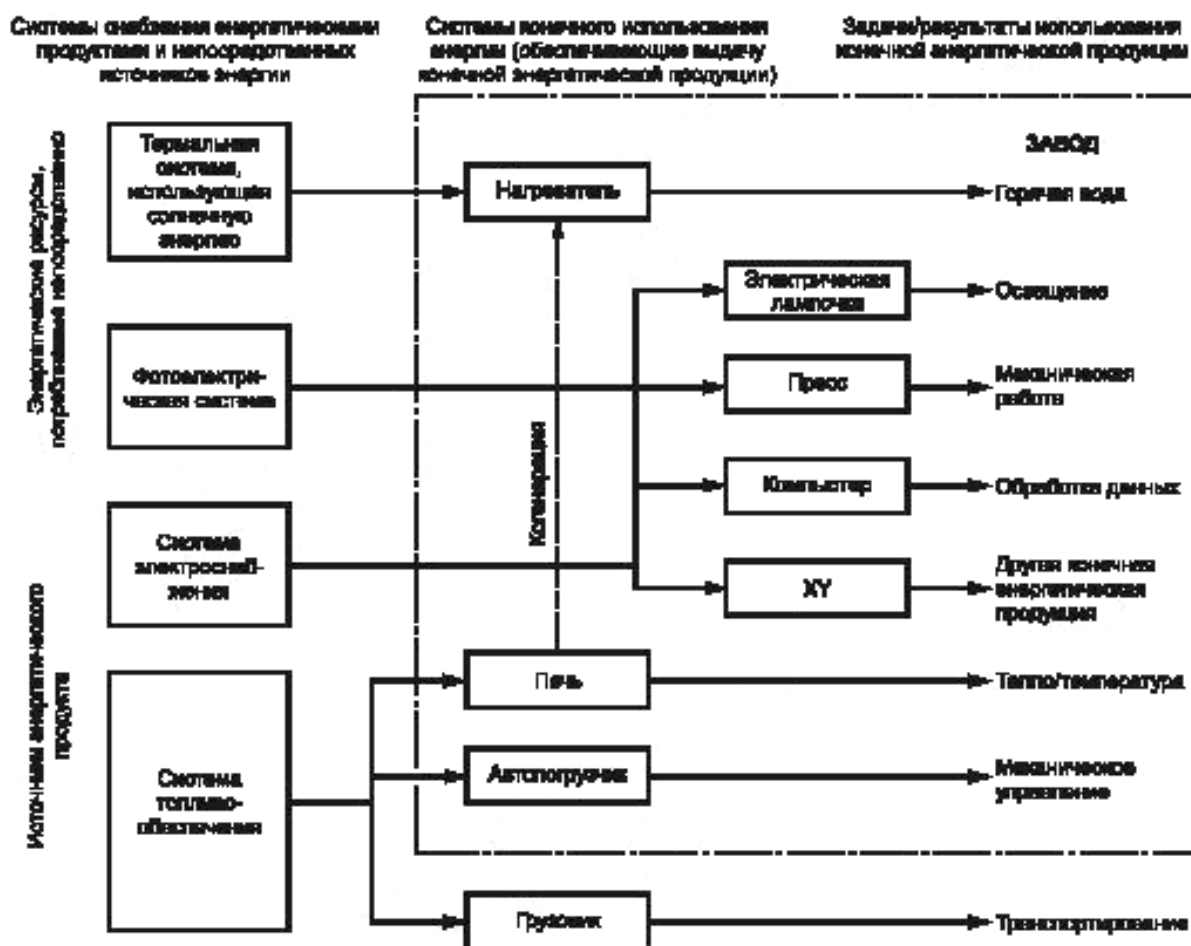 Системы снабжения энергетическими
продуктами и непосредственных
источников энергии
Системы конечного использования
энергии (обеспечивающие выдачу
конечной энергетической продукции)
Задачи/результаты использования
конечной энергетической продукции
Энергетические ресурсы,
потребляемые непосредственно
Источники энергетического
продукта
Термальная
система,
использующая
солнечную
энергию
Фотоэлектри-
ческая система
Система
электроснаб-
жения
Система
топливо-
обеспечения
Нагреватель
Когенерация
Электрическая
лампочка
Пресс
Компьютер
XY
Печь
Автопогрузчик
Грузовик
ЗАВОД
Горячая вода
Освещение
Механическая
работа
Обработка данных
Другая конечная
энергетическая
продукция
Тепло/температура
Механическое
управление
Транспортирование